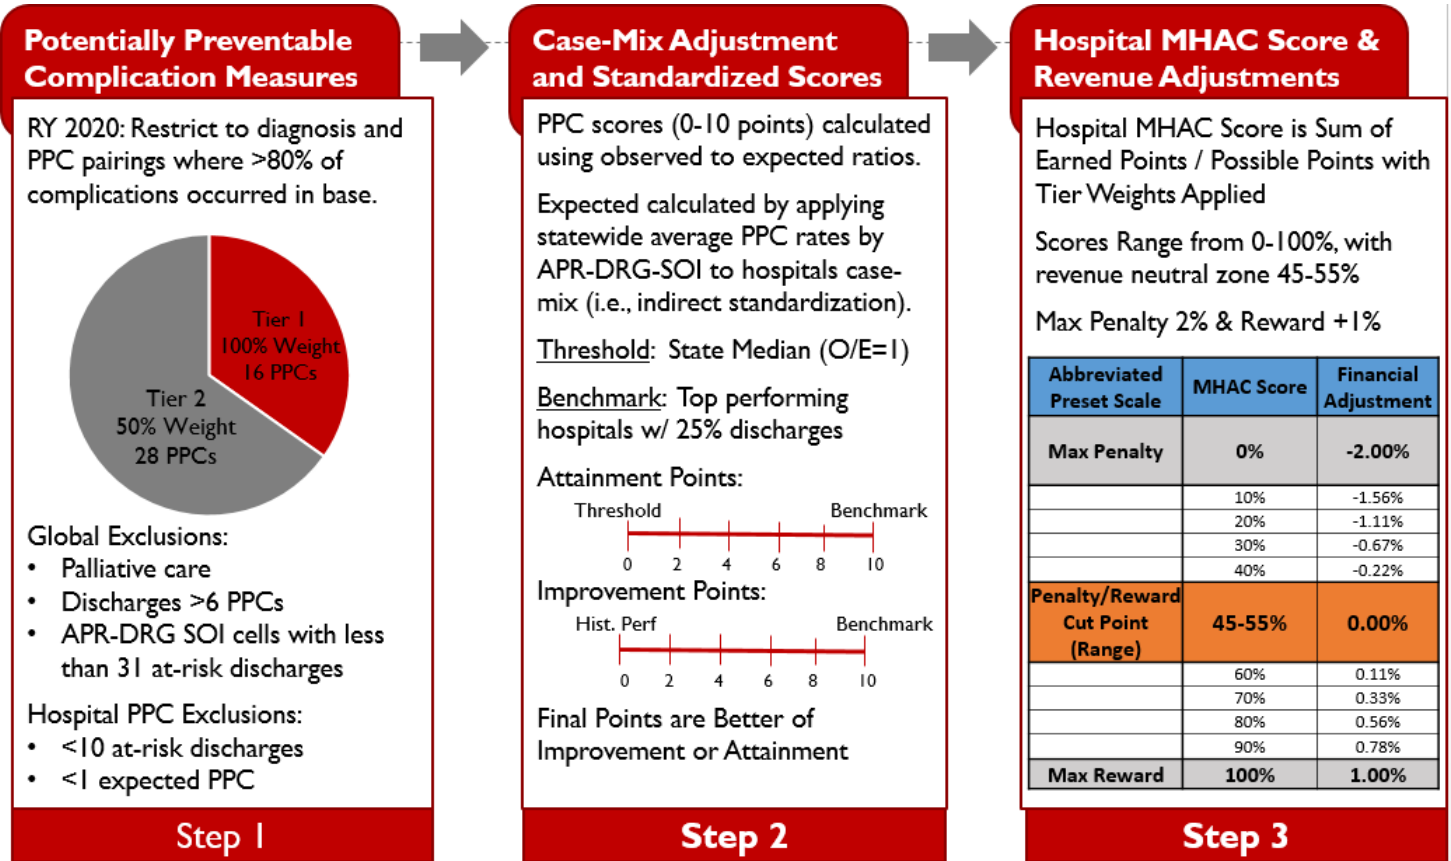 Potentially Preventable
Complication Measures
RY 2020: Restrict to diagnosis and
PPC pairings where >80% of
complications occurred in base.
Tier 1
100% Weight
16 PPCs
Tier 2
50% Weight
28 PPCs
Global Exclusions:
• Palliative care
• Discharges >6 PPCs
• APR-DRG SOI cells with less
than 31 at-risk discharges
Hospital PPC Exclusions:
• <10 at-risk discharges
• <1 expected PPC
Step 1
Case-Mix Adjustment
and Standardized Scores
PPC scores (0-10 points) calculated
using observed to expected ratios.
Expected calculated by applying
statewide average PPC rates by
APR-DRG-SOI to hospitals case-
mix (i.e., indirect standardization).
Threshold: State Median (O/E=1)
Benchmark: Top performing
hospitals w/ 25% discharges
Attainment Points:
Threshold Benchmark
0 2 4 6 8 10
Improvement Points:
Hist. Perf Benchmark
0 2 4 6 8 10
Final Points are Better of
Improvement or Attainment
Step 2
Hospital MHAC Score &
Revenue Adjustments
Hospital MHAC Score is Sum of
Earned Points / Possible Points with
Tier Weights Applied
Scores Range from 0-100%, with
revenue neutral zone 45-55%
Max Penalty 2% & Reward +1%
Abbreviated
Preset Scale
MHAC Score
Financial
Adjustment
Max Penalty 0% -2.00%
10% -1.56%
20% -1.11%
30% -0.67%
40% -0.22%
Penalty/Reward
Cut Point
(Range)
45-55% 0.00%
60% 0.11%
70% 0.33%
80% 0.56%
90% 0.78%
Max Reward 100% 1.00%
Step 3